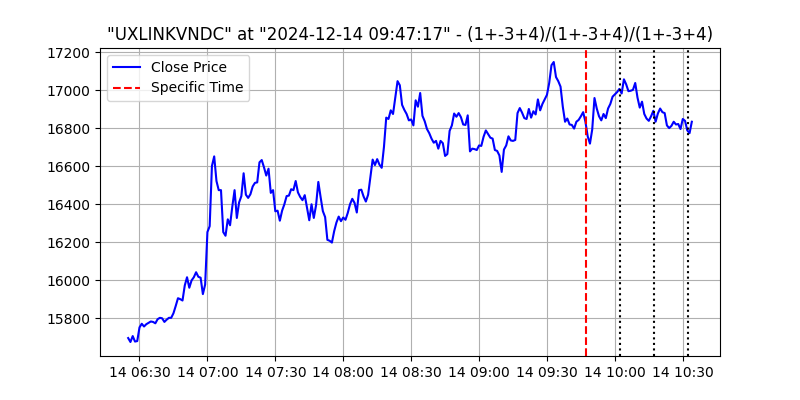 "UXLINKVNDC" at "2024-12-14 09:47:17" - (1+-3+4)/(1+-3+4)/(1+-3+4)
Close Price
Specific Time
17200
17000
16800
16600
16400
16200
16000
15800
14 06:30 14 07:00 14 07:30 14 08:00 14 08:30 14 09:00 14 09:30 14 10:00 14 10:30